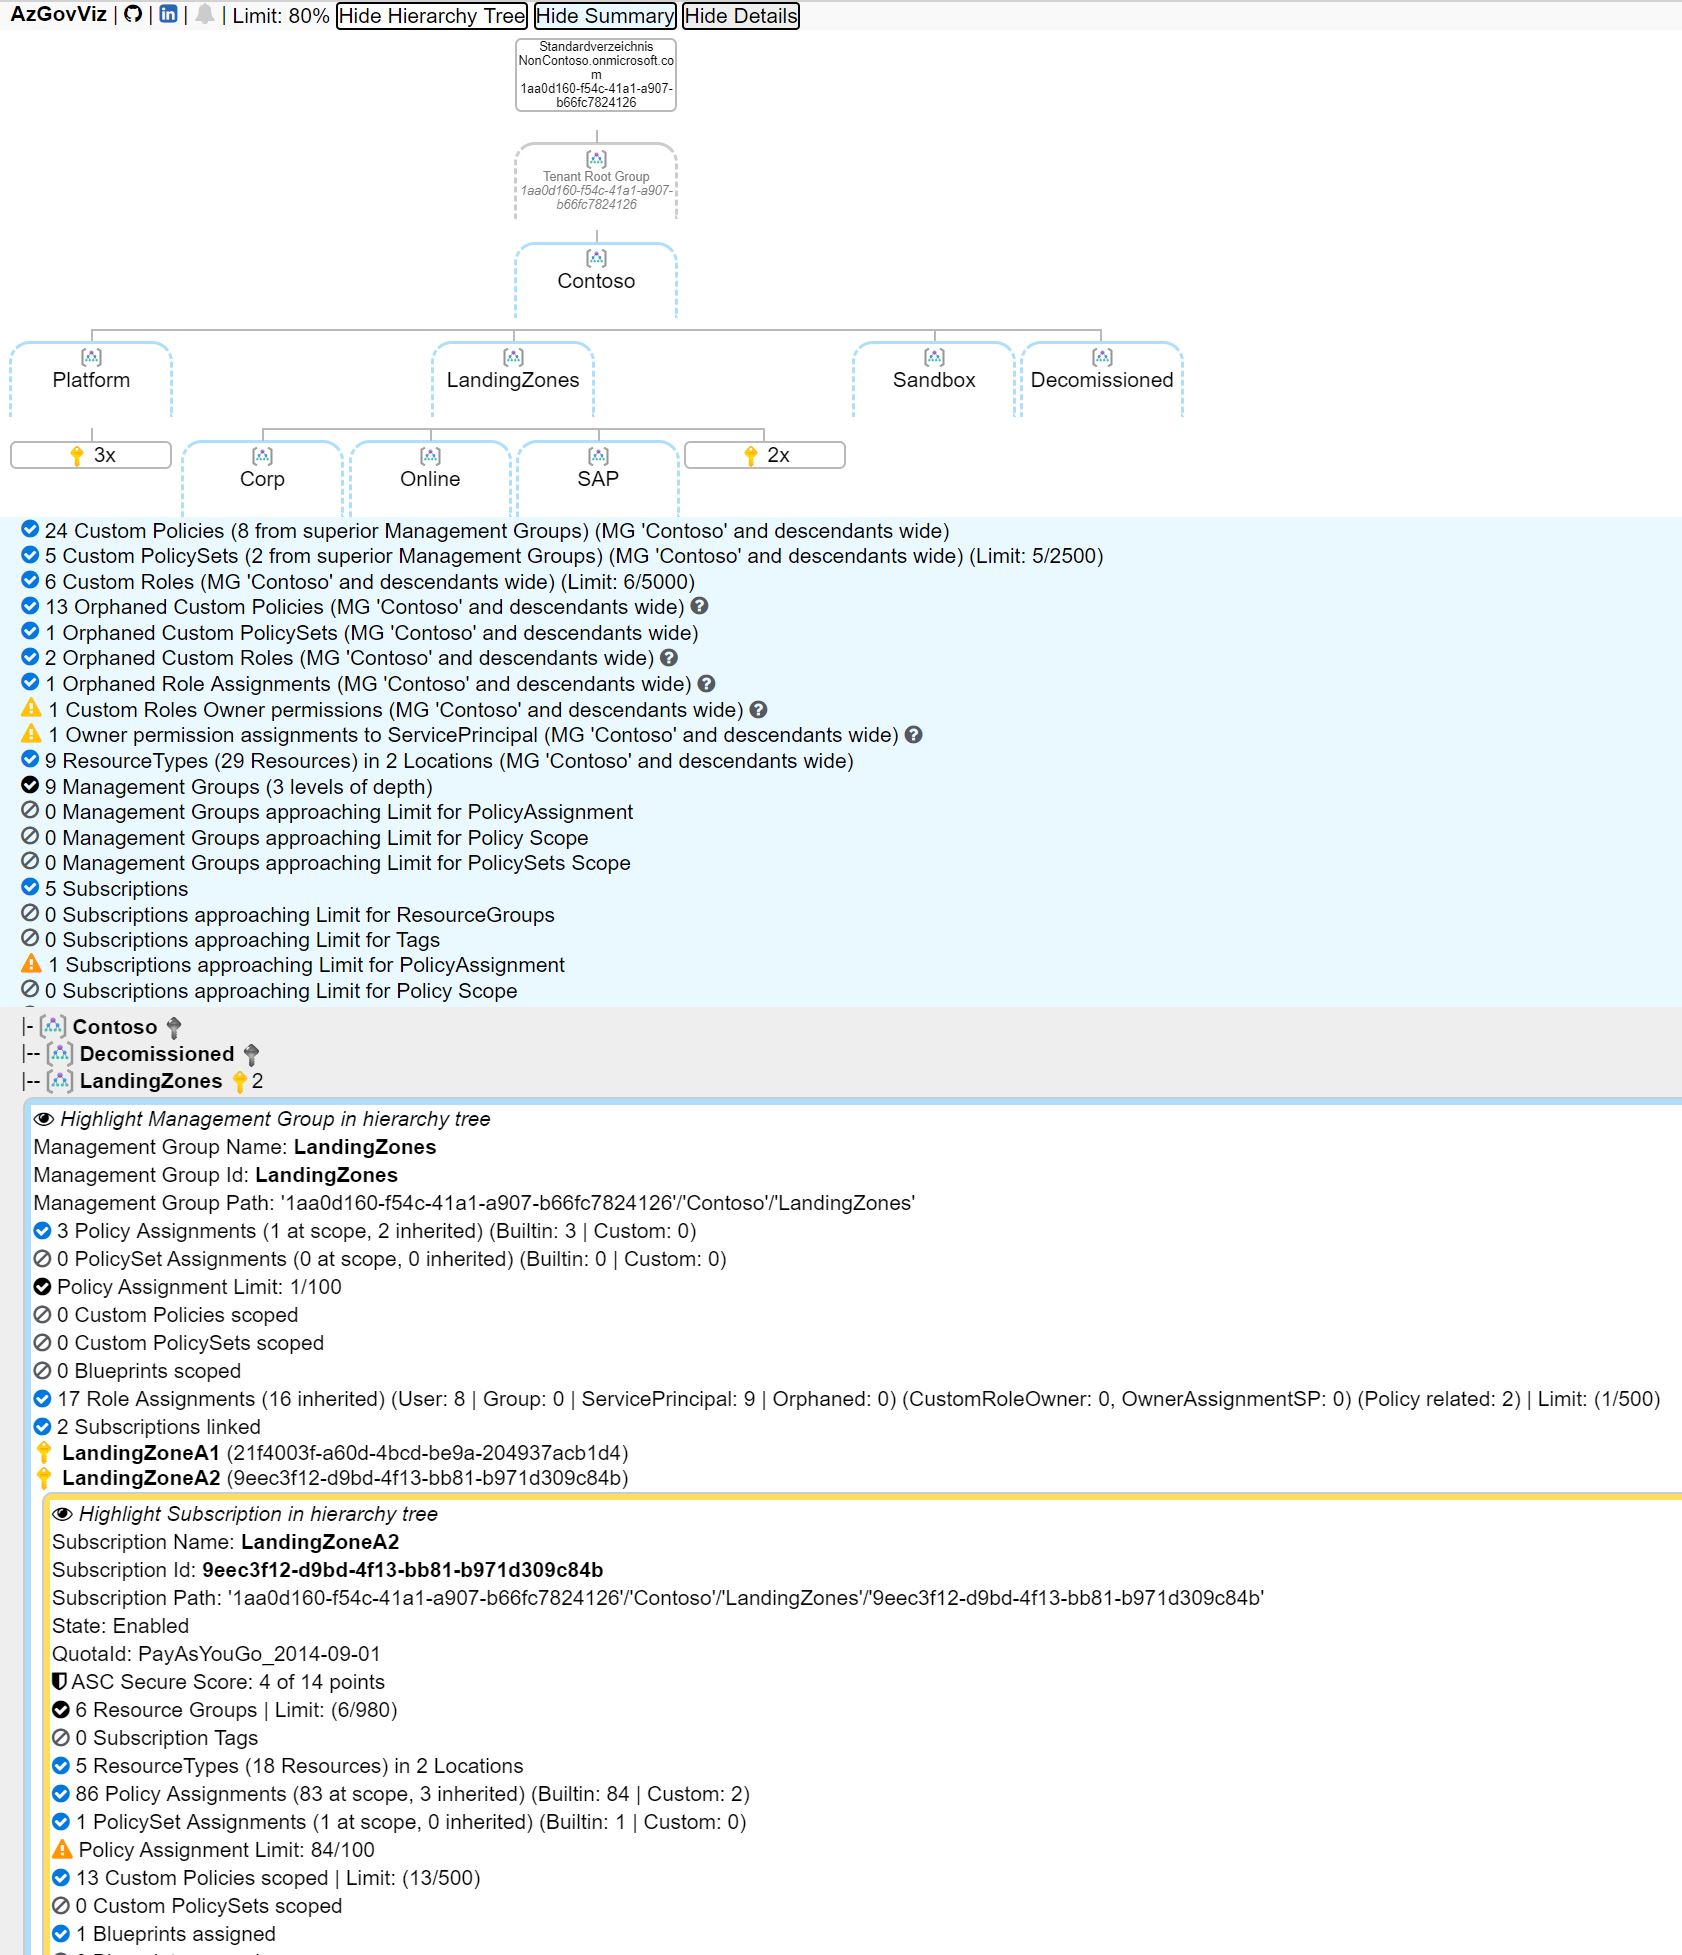 AzGovViz | | | | Limit: 80% Hide Hierarchy Tree Hide Summary Hide Details
Standardverzeichnis
NonContoso.onmicrosoft.co
m
1aa0d160-f54c-41a1-a907-
b66fc7824126
Tenant Root Group
1aa0d160-f54c-41a1-a907-
b66fc7824126
Contoso
Platform
LandingZones
Sandbox
Decomissioned
3x
Corp
Online
SAP
2x
24 Custom Policies (8 from superior Management Groups) (MG 'Contoso' and descendants wide)
5 Custom PolicySets (2 from superior Management Groups) (MG 'Contoso' and descendants wide) (Limit: 5/2500)
6 Custom Roles (MG 'Contoso' and descendants wide) (Limit: 6/5000)
13 Orphaned Custom Policies (MG 'Contoso' and descendants wide)
1 Orphaned Custom PolicySets (MG 'Contoso' and descendants wide)
2 Orphaned Custom Roles (MG 'Contoso' and descendants wide)
1 Orphaned Role Assignments (MG 'Contoso' and descendants wide)
1 Custom Roles Owner permissions (MG 'Contoso' and descendants wide)
1 Owner permission assignments to ServicePrincipal (MG 'Contoso' and descendants wide)
9 ResourceTypes (29 Resources) in 2 Locations (MG 'Contoso' and descendants wide)
9 Management Groups (3 levels of depth)
0 Management Groups approaching Limit for PolicyAssignment
0 Management Groups approaching Limit for Policy Scope
0 Management Groups approaching Limit for PolicySets Scope
5 Subscriptions
0 Subscriptions approaching Limit for ResourceGroups
0 Subscriptions approaching Limit for Tags
1 Subscriptions approaching Limit for PolicyAssignment
0 Subscriptions approaching Limit for Policy Scope
|- Contoso
|-- Decomissioned
|-- LandingZones 2
Highlight Management Group in hierarchy tree
Management Group Name: LandingZones
Management Group Id: LandingZones
Management Group Path: '1aa0d160-f54c-41a1-a907-b66fc7824126'/'Contoso'/'LandingZones'
3 Policy Assignments (1 at scope, 2 inherited) (Builtin: 3 | Custom: 0)
0 PolicySet Assignments (0 at scope, 0 inherited) (Builtin: 0 | Custom: 0)
Policy Assignment Limit: 1/100
0 Custom Policies scoped
0 Custom PolicySets scoped
0 Blueprints scoped
17 Role Assignments (16 inherited) (User: 8 | Group: 0 | ServicePrincipal: 9 | Orphaned: 0) (CustomRoleOwner: 0, OwnerAssignmentSP: 0) (Policy related: 2) | Limit: (1/500)
2 Subscriptions linked
LandingZoneA1 (21f4003f-a60d-4bcd-be9a-204937acb1d4)
LandingZoneA2 (9eec3f12-d9bd-4f13-bb81-b971d309c84b)
Highlight Subscription in hierarchy tree
Subscription Name: LandingZoneA2
Subscription Id: 9eec3f12-d9bd-4f13-bb81-b971d309c84b
Subscription Path: '1aa0d160-f54c-41a1-a907-b66fc7824126'/'Contoso'/'LandingZones'/'9eec3f12-d9bd-4f13-bb81-b971d309c84b'
State: Enabled
QuotaId: PayAsYouGo_2014-09-01
ASC Secure Score: 4 of 14 points
6 Resource Groups | Limit: (6/980)
0 Subscription Tags
5 ResourceTypes (18 Resources) in 2 Locations
86 Policy Assignments (83 at scope, 3 inherited) (Builtin: 84 | Custom: 2)
1 PolicySet Assignments (1 at scope, 0 inherited) (Builtin: 1 | Custom: 0)
Policy Assignment Limit: 84/100
13 Custom Policies scoped | Limit: (13/500)
0 Custom PolicySets scoped
1 Blueprints assigned